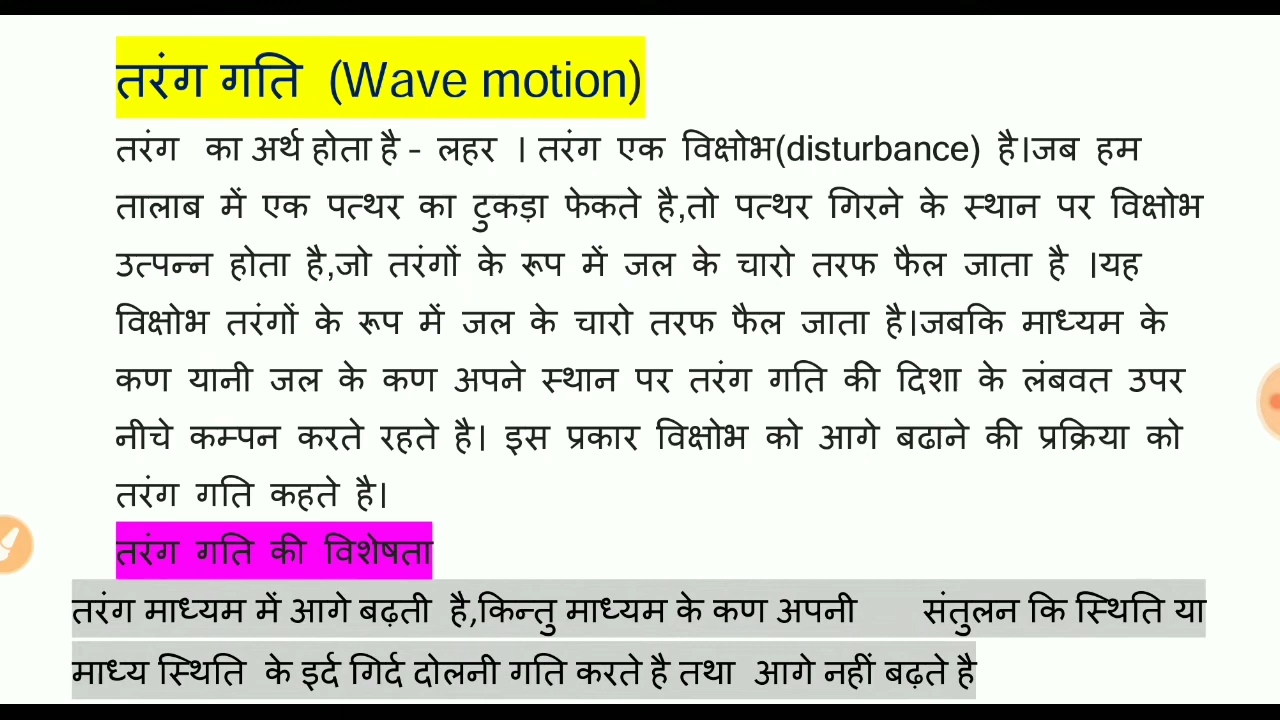 तरंग गति (Wave motion)
तरंग का अर्थ होता है – लहर । तरंग एक विक्षोभ(disturbance) है।जब हम
तालाब में एक पत्थर का टुकड़ा फेकते है,तो पत्थर गिरने के स्थान पर विक्षोभ
उत्पन्न होता है,जो तरंगों के रूप में जल के चारो तरफ फैल जाता है ।यह
विक्षोभ तरंगों के रूप में जल के चारो तरफ फैल जाता है।जबकि माध्यम के
कण यानी जल के कण अपने स्थान पर तरंग गति की दिशा के लंबवत उपर
नीचे कम्पन करते रहते है। इस प्रकार विक्षोभ को आगे बढाने की प्रक्रिया को
तरंग गति कहते है।
तरंग गति की विशेषता
तरंग माध्यम में आगे बढ़ती है,किन्तु माध्यम के कण अपनी संतुलन कि स्थिति या
माध्य स्थिति के इर्द गिर्द दोलनी गति करते है तथा आगे नहीं बढ़ते है